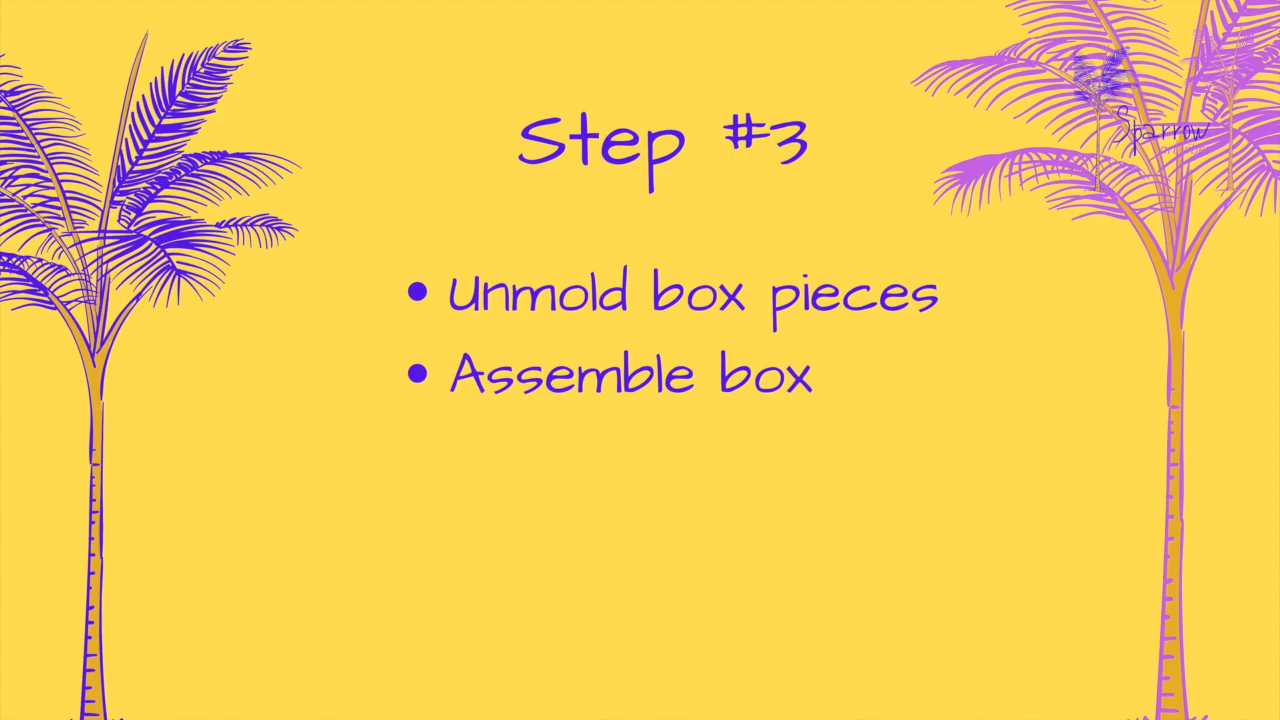 Step #3
• Unmold box pieces
• Assemble box
Sparrow